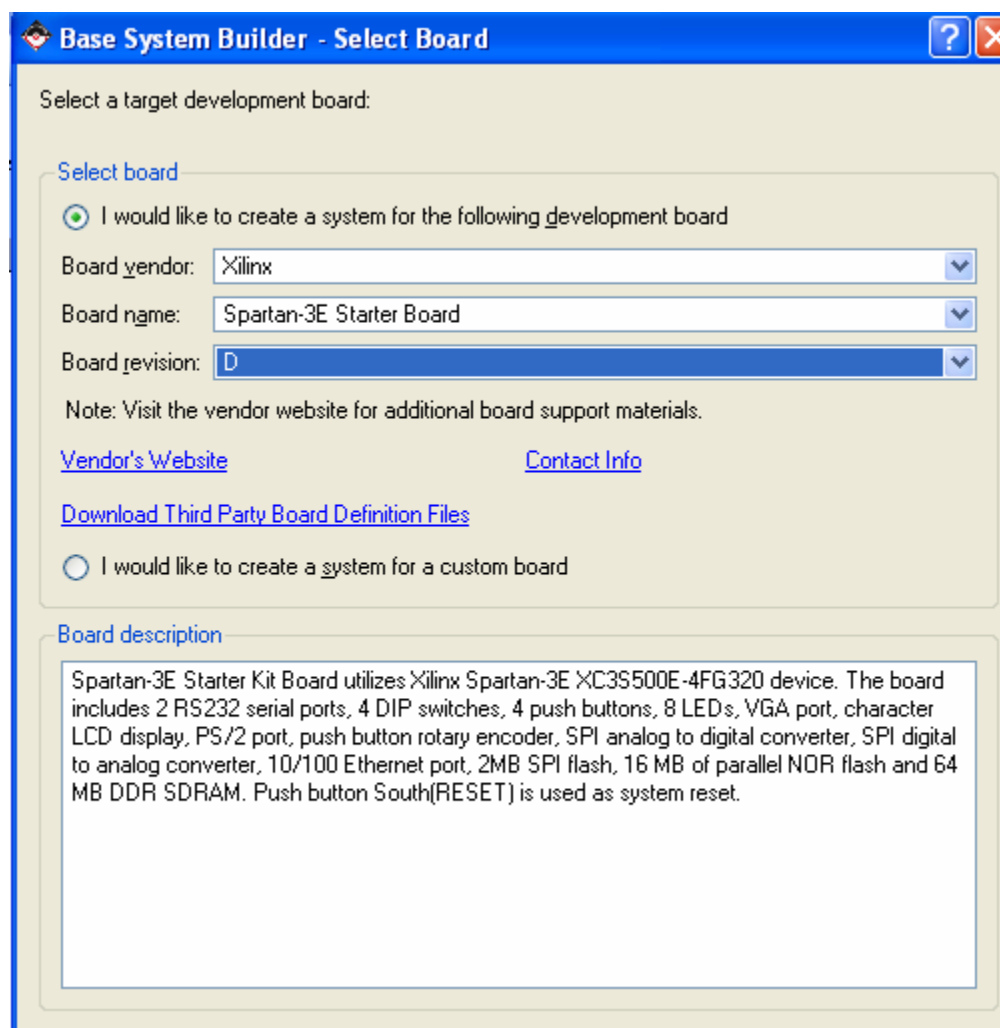 Base System Builder - Select Board
Select a target development board:
Select board
I would like to create a system for the following development board
Board vendor: Xilinx
Board name: Spartan-3E Starter Board
Board revision: D
Note: Visit the vendor website for additional board support materials.
Vendor's Website Contact Info
Download Third Party Board Definition Files
I would like to create a system for a custom board
Board description
Spartan-3E Starter Kit Board utilizes Xilinx Spartan-3E XC3S500E-4FG320 device. The board
includes 2 RS232 serial ports, 4 DIP switches, 4 push buttons, 8 LEDs, VGA port, character
LCD display, PS/2 port, push button rotary encoder, SPI analog to digital converter, SPI digital
to analog converter, 10/100 Ethernet port, 2MB SPI flash, 16 MB of parallel NOR flash and 64
MB DDR SDRAM. Push button South(RESET) is used as system reset.